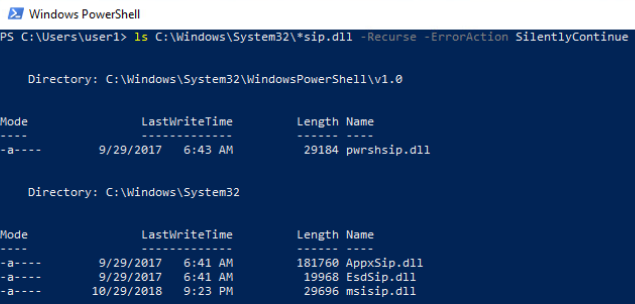 Windows PowerShell
PS C:\Users\user1> ls C:\Windows\System32\*sip.dll -Recurse -ErrorAction SilentlyContinue
Directory: C:\Windows\System32\WindowsPowerShell\v1.0
Mode LastWriteTime Length Name
---- ------------- ------ ----
-a---- 9/29/2017 6:43 AM 29184 pwrshsip.dll
Directory: C:\Windows\System32
Mode LastWriteTime Length Name
---- ------------- ------ ----
-a---- 9/29/2017 6:41 AM 181760 AppxSip.dll
-a---- 9/29/2017 6:41 AM 19968 EsdSip.dll
-a---- 10/29/2018 9:23 PM 29696 msisip.dll